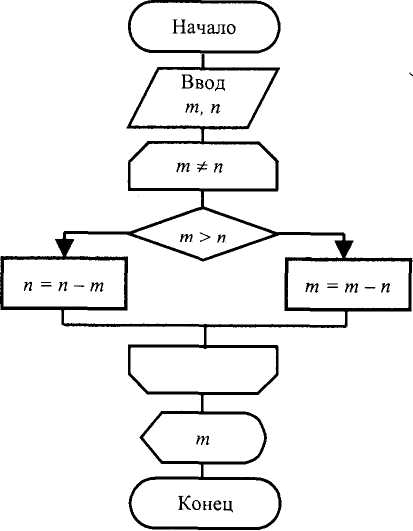 Начало
Ввод
m, n
m ≠ n
m > n
n = n – m
m = m – n
m
Конец